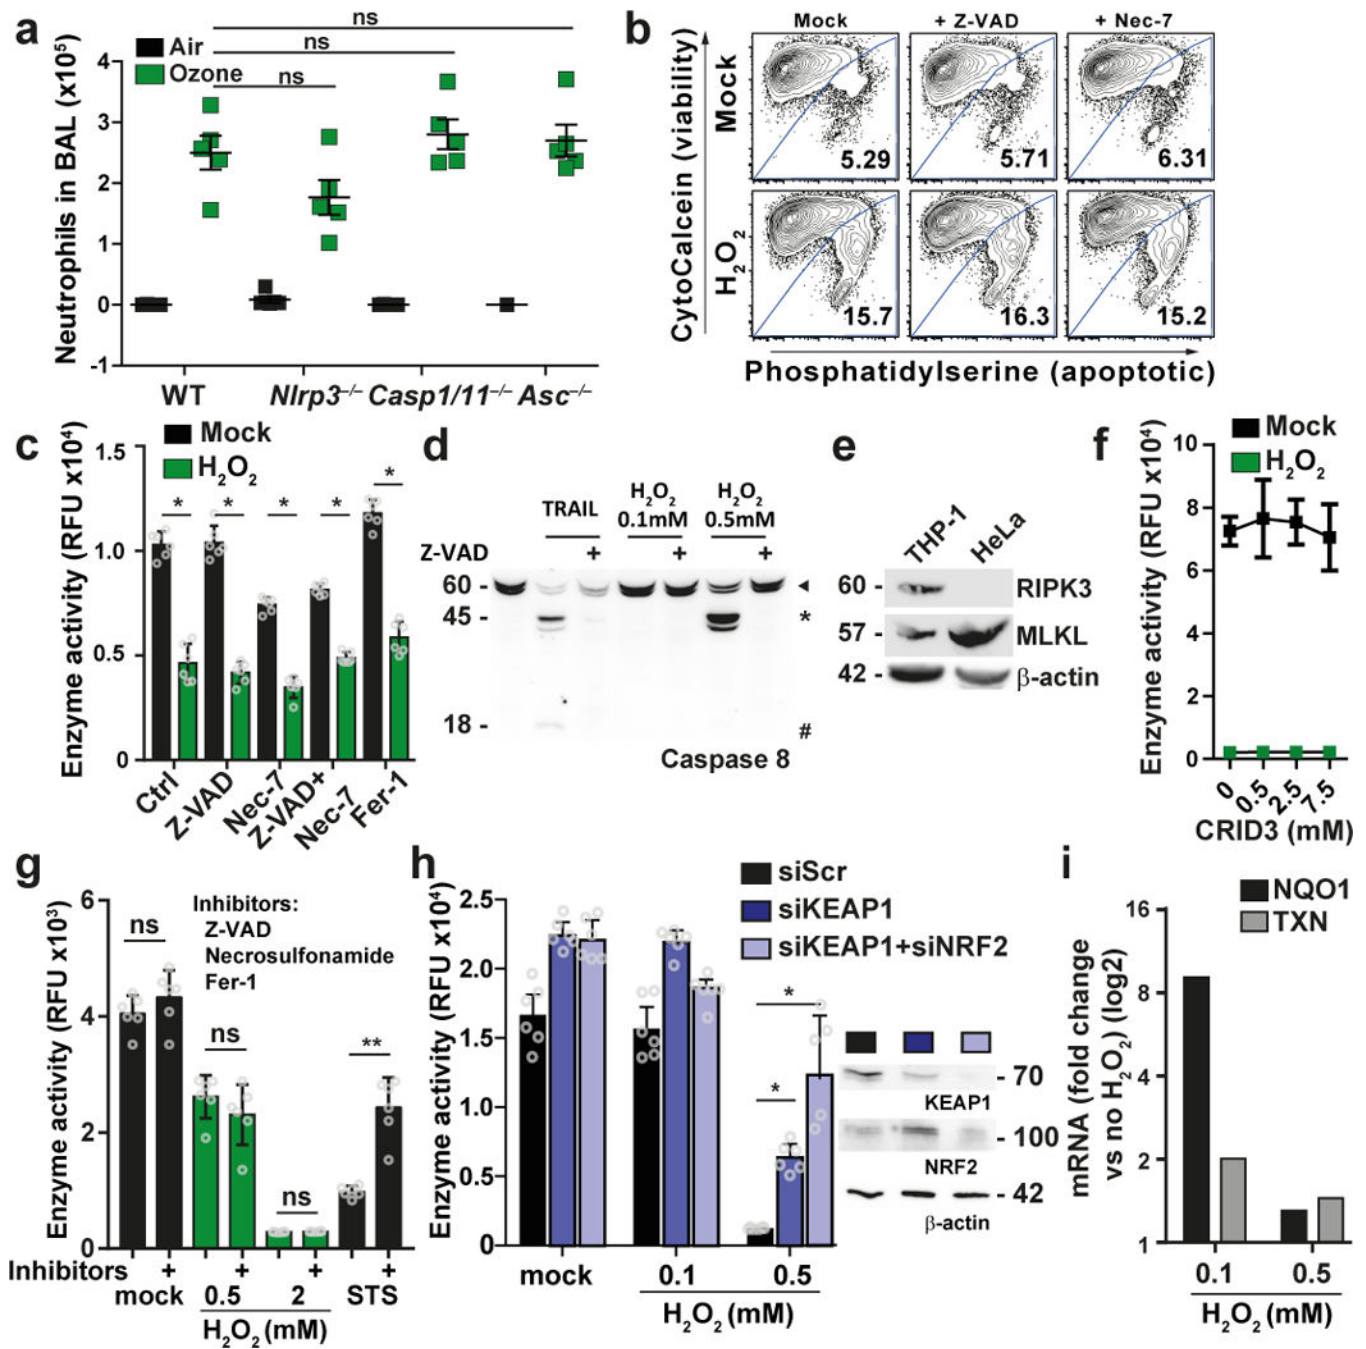 a
ns
ns
ns
Air
Ozone
Neutrophils in BAL (x10⁵)
4
3
2
1
0
-1
WT Nlrp3⁻/⁻ Casp1/11⁻/⁻ Asc⁻/⁻
b
Mock + Z-VAD + Nec-7
CytoCalcein (viability)
Mock
5.29 5.71 6.31
H₂O₂
15.7 16.3 15.2
Phosphatidylserine (apoptotic)
c
Mock
H₂O₂
Enzyme activity (RFU x10⁴)
1.5
1.0
0.5
0
* * * * *
Ctrl
Z-VAD
Nec-7
Z-VAD+
Nec-7
Fer-1
d
TRAIL
H₂O₂
0.1mM
H₂O₂
0.5mM
Z-VAD + + +
60 -
45 - *
18 - #
Caspase 8
e
THP-1 HeLa
60 - RIPK3
57 - MLKL
42 - β-actin
f
Mock
H₂O₂
Enzyme activity (RFU x10⁴)
10
8
6
4
2
0
0 0.5 2.5 7.5
CRID3 (mM)
g
Inhibitors:
Z-VAD
Necrosulfonamide
Fer-1
Enzyme activity (RFU x10³)
6
4
2
0
ns ns ns **
Inhibitors + + + +
mock 0.5 2 STS
H₂O₂ (mM)
h
siScr
siKEAP1
siKEAP1+siNRF2
Enzyme activity (RFU x10⁴)
2.5
2.0
1.5
1.0
0.5
0
*
*
mock 0.1 0.5
H₂O₂ (mM)
- 70
KEAP1
- 100
NRF2
- 42
β-actin
i
NQO1
TXN
mRNA (fold change
vs no H₂O₂) (log2)
16
8
4
2
1
0.1 0.5
H₂O₂ (mM)